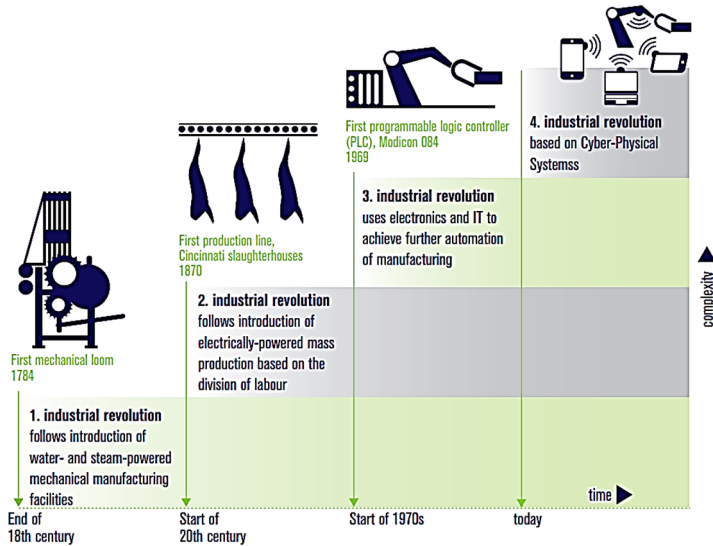 First programmable logic controller
(PLC), Modicon 084
1969
4. industrial revolution
based on Cyber-Physical
Systemss
3. industrial revolution
uses electronics and IT to
achieve further automation
of manufacturing
First production line,
Cincinnati slaughterhouses
1870
2. industrial revolution
follows introduction of
electrically-powered mass
production based on the
division of labour
First mechanical loom
1784
1. industrial revolution
follows introduction of
water- and steam-powered
mechanical manufacturing
facilities
complexity
time
End of
18th century
Start of
20th century
Start of 1970s
today